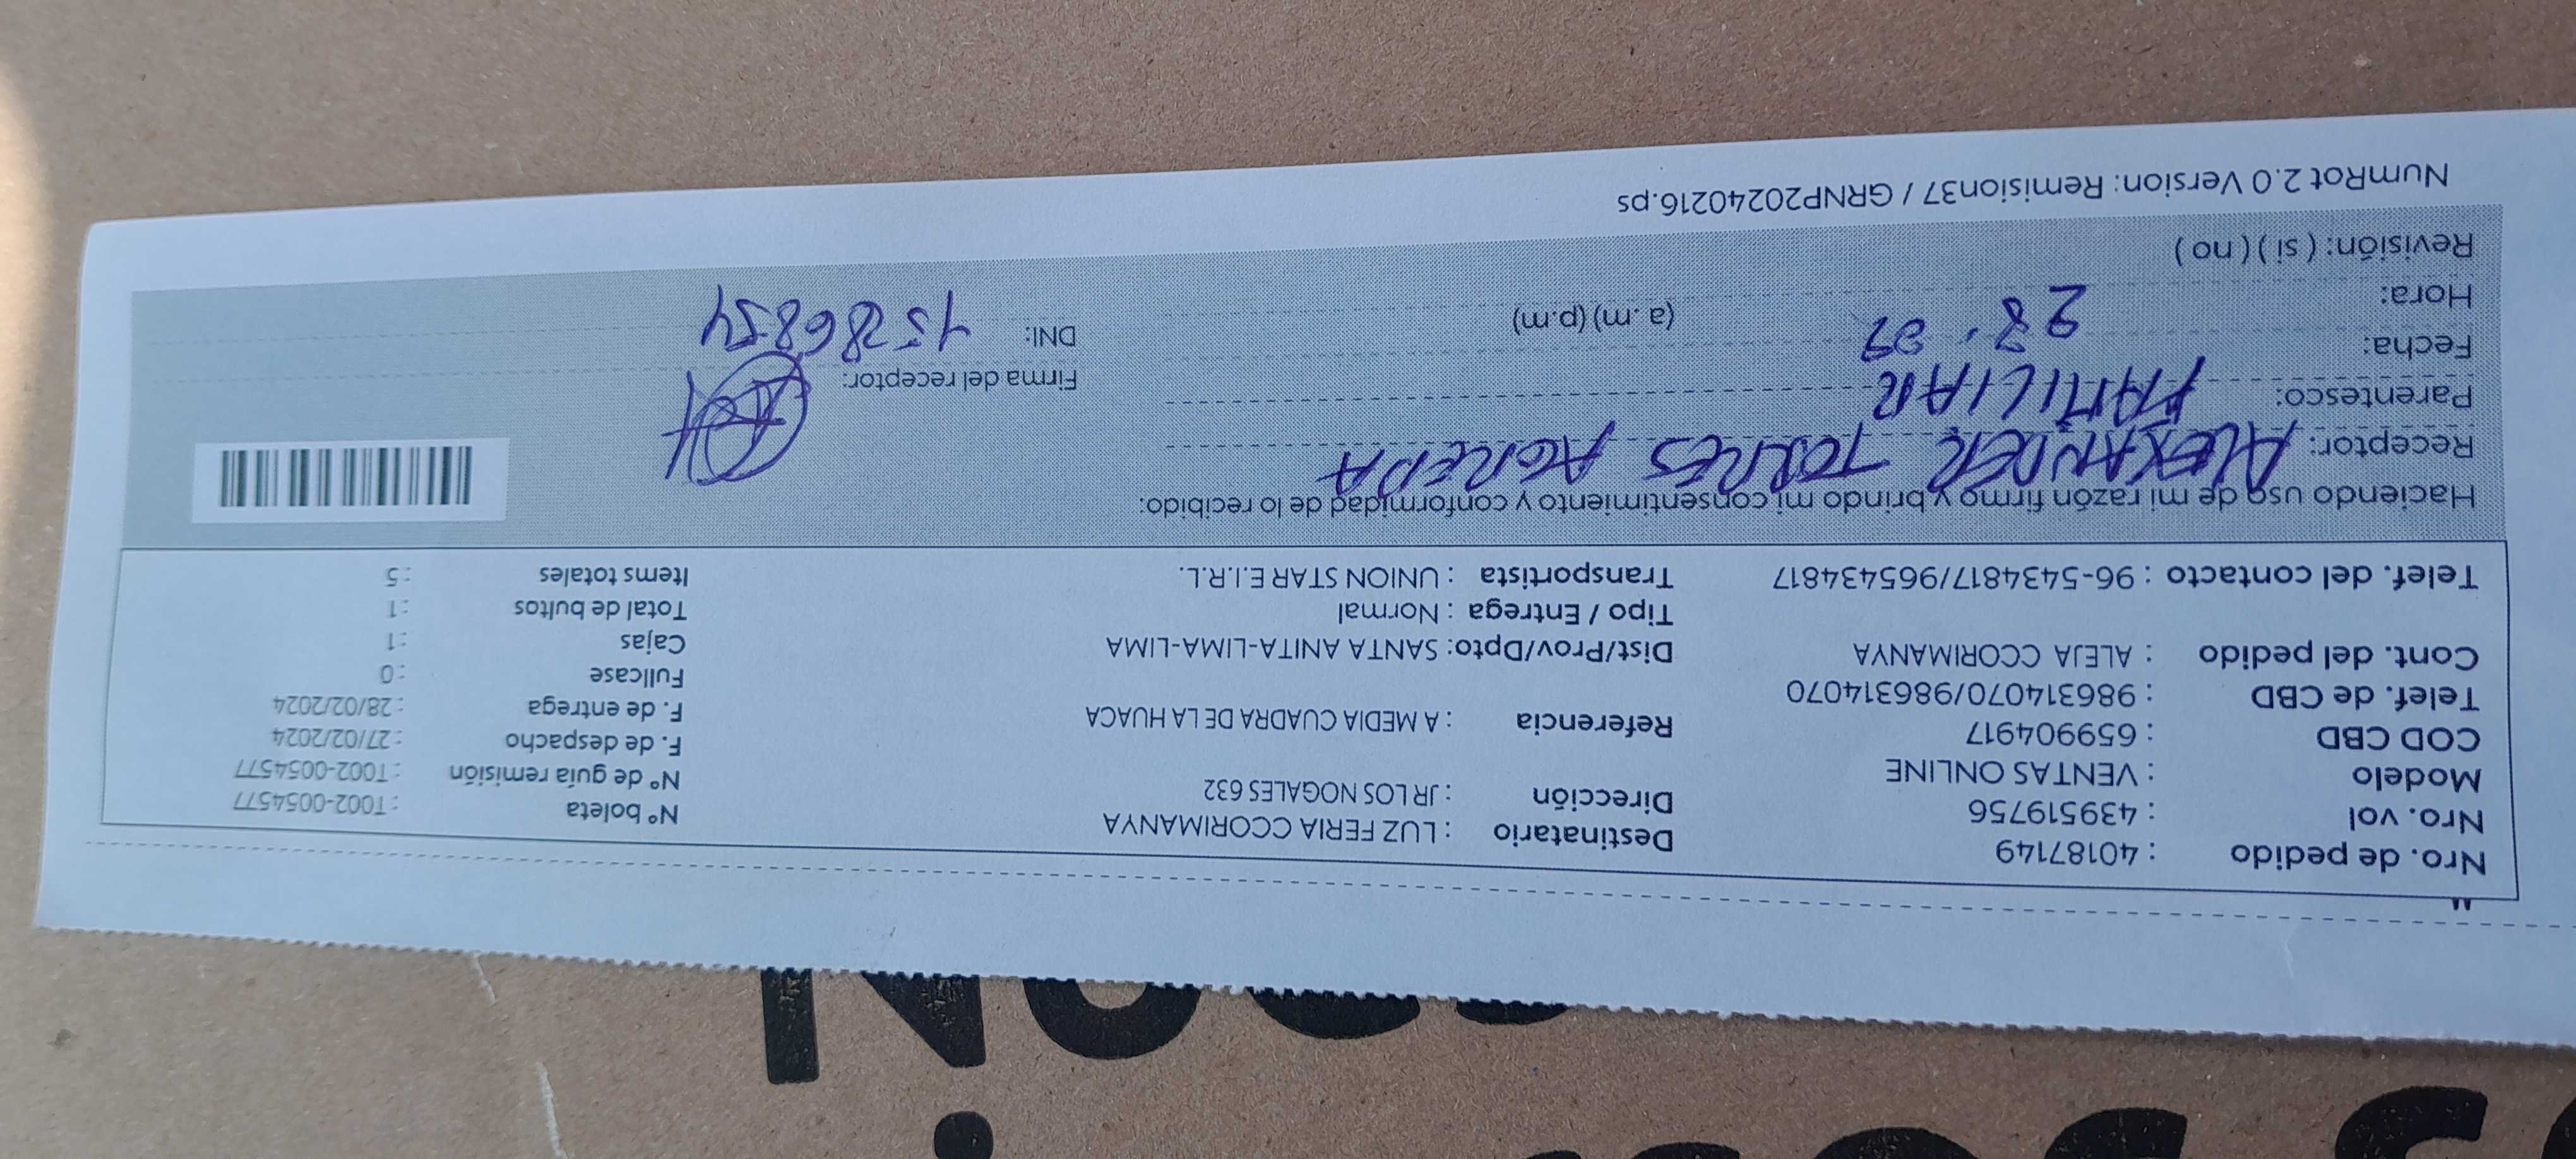 Nro. de pedido : 40187149 Destinatario : LUZ FERIA CCORIMANYA Nº boleta : T002-0054577
Nro. vol : 439519756 Dirección : JR LOS NOGALES 632 Nº de guía remisión : T002-0054577
Modelo : VENTAS ONLINE F. de despacho : 27/02/2024
COD CBD : 659904917 Referencia : A MEDIA CUADRA DE LA HUACA F. de entrega : 28/02/2024
Telef. de CBD : 986314070/986314070 Fullcase : 0
Cont. del pedido : ALEJA CCORIMANYA Dist/Prov/Dpto: SANTA ANITA-LIMA-LIMA Cajas : 1
Tipo / Entrega : Normal Total de bultos : 1
Telef. del contacto : 96-5434817/965434817 Transportista : UNION STAR E.I.R.L. Items totales : 5
Haciendo uso de mi razón firmo y brindo mi consentimiento y conformidad de lo recibido:
Receptor: ALEXANDER TORRES AGREDA
Parentesco: FAMILIAR Firma del receptor:
Fecha: 28. 02 DNI: 45286854
Hora: (a. m) (p.m)
Revisión: ( si ) ( no )
NumRot 2.0 Version: Remision37 / GRNP20240216.ps